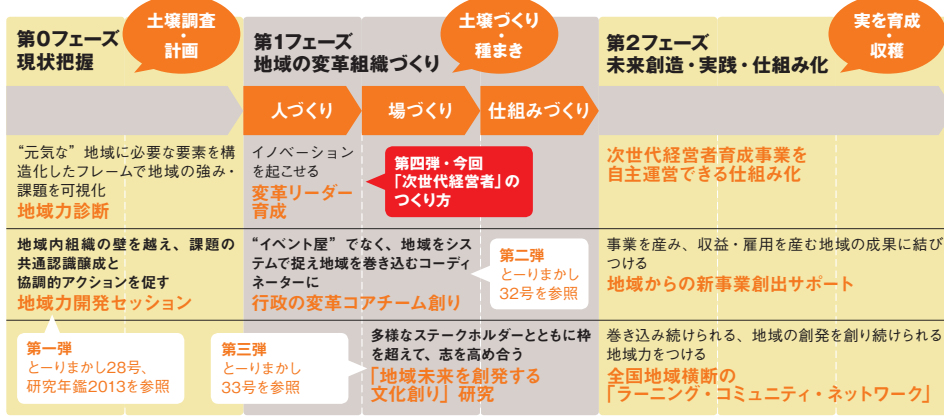 第0フェーズ
現状把握
土壌調査
・
計画
第1フェーズ
地域の変革組織づくり
土壌づくり
・
種まき
第2フェーズ
未来創造・実践・仕組み化
実を育成
・
収穫
人づくり
場づくり
仕組みづくり
“元気な”地域に必要な要素を構
造化したフレームで地域の強み・
課題を可視化
地域力診断
イノベーション
を起こせる
変革リーダー
育成
第四弾・今回
「次世代経営者」の
つくり方
次世代経営者育成事業を
自主運営できる仕組み化
地域内組織の壁を越え、課題の
共通認識醸成と
協調的アクションを促す
地域力開発セッション
“イベント屋”でなく、地域をシス
テムで捉え地域を巻き込むコーディ
ネーターに
行政の変革コアチーム創り
第二弾
とーりまかし
32号を参照
事業を産み、収益・雇用を産む地域の成果に結び
つける
地域からの新事業創出サポート
第一弾
とーりまかし28号、
研究年鑑2013を参照
第三弾
とーりまかし
33号を参照
多様なステークホルダーとともに枠
を超えて、志を高め合う
「地域未来を創発する
文化創り」研究
巻き込み続けられる、地域の創発を創り続けられる
地域力をつける
全国地域横断の
「ラーニング・コミュニティ・ネットワーク」